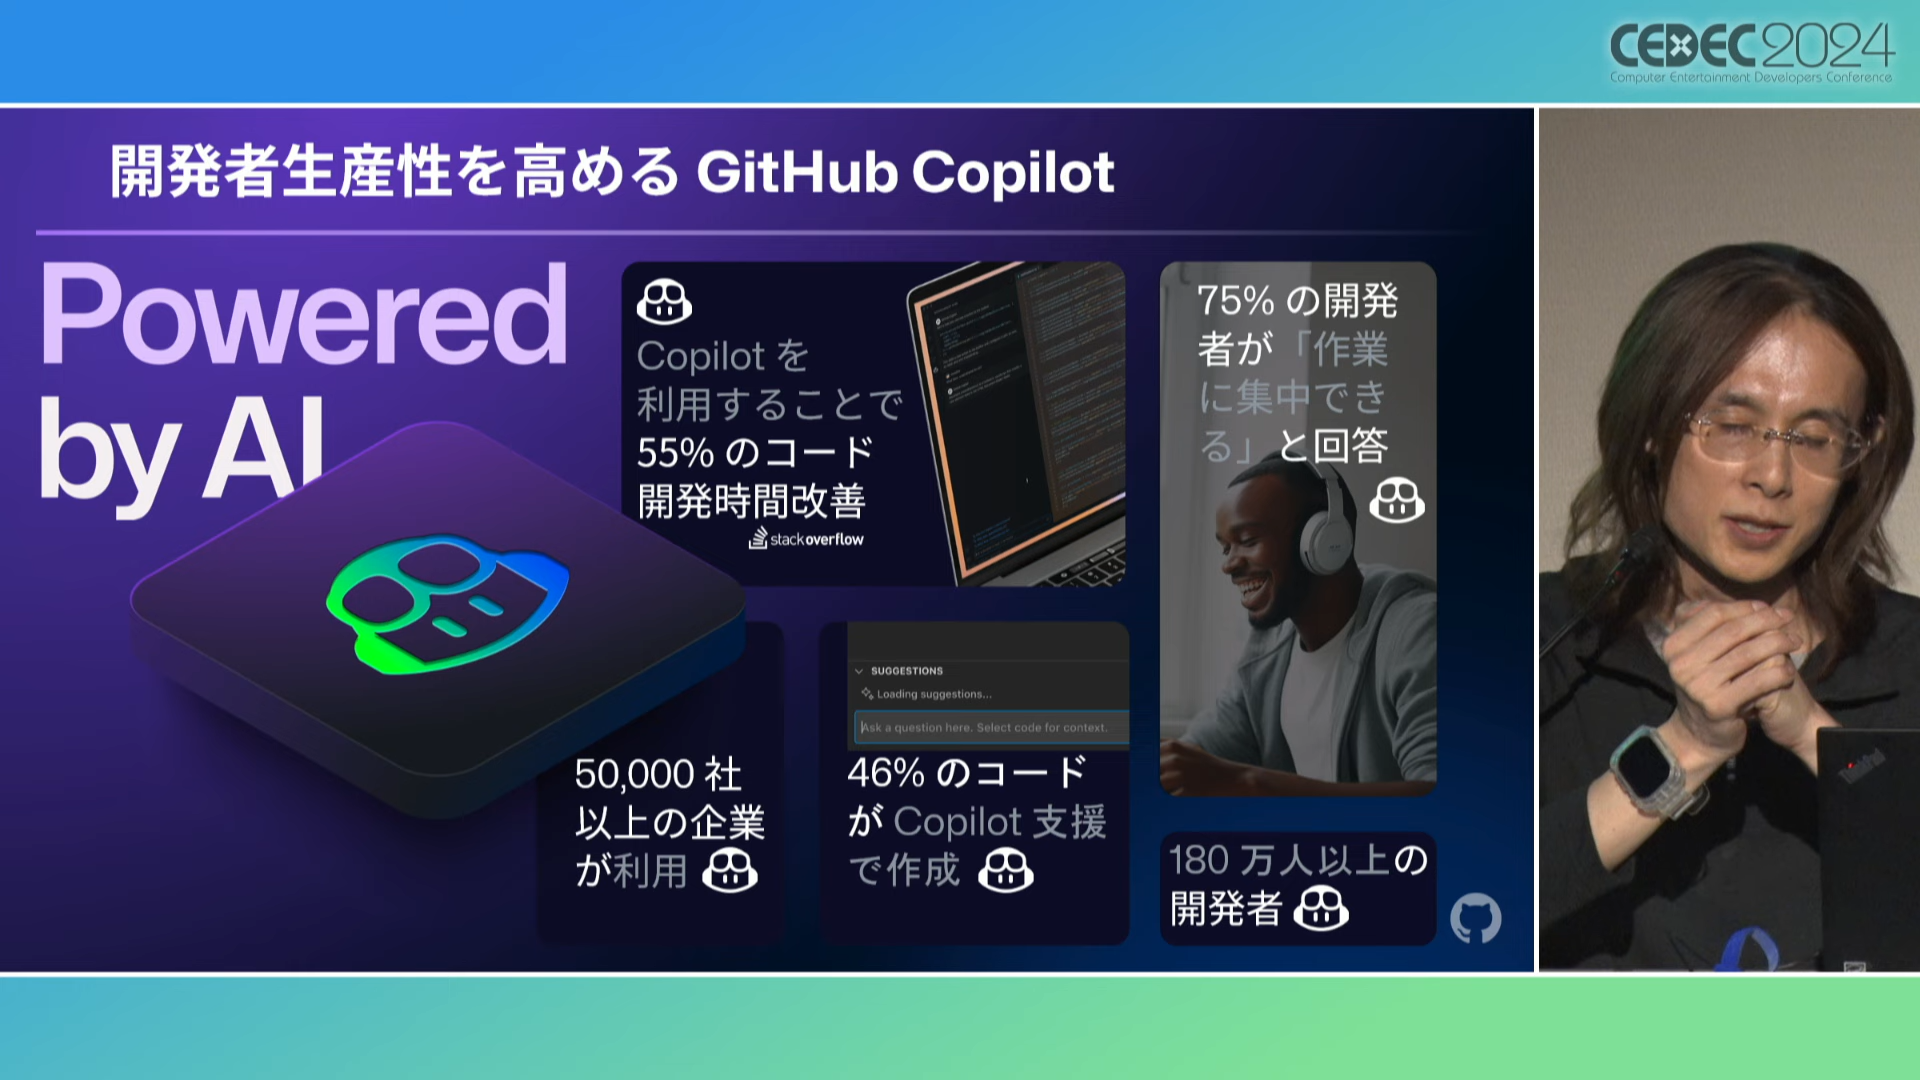 CEDEC2024
Computer Entertainment Developers Conference
開発者生産性を高める GitHub Copilot
Powered
by AI
Copilot を
利用することで
55% のコード
開発時間改善
stackoverflow
75% の開発
者が「作業
に集中でき
る」と回答
50,000 社
以上の企業
が利用
SUGGESTIONS
Loading suggestions...
Ask a question here. Select code for context.
46% のコード
が Copilot 支援
で作成
180 万人以上の
開発者
ThinkPad